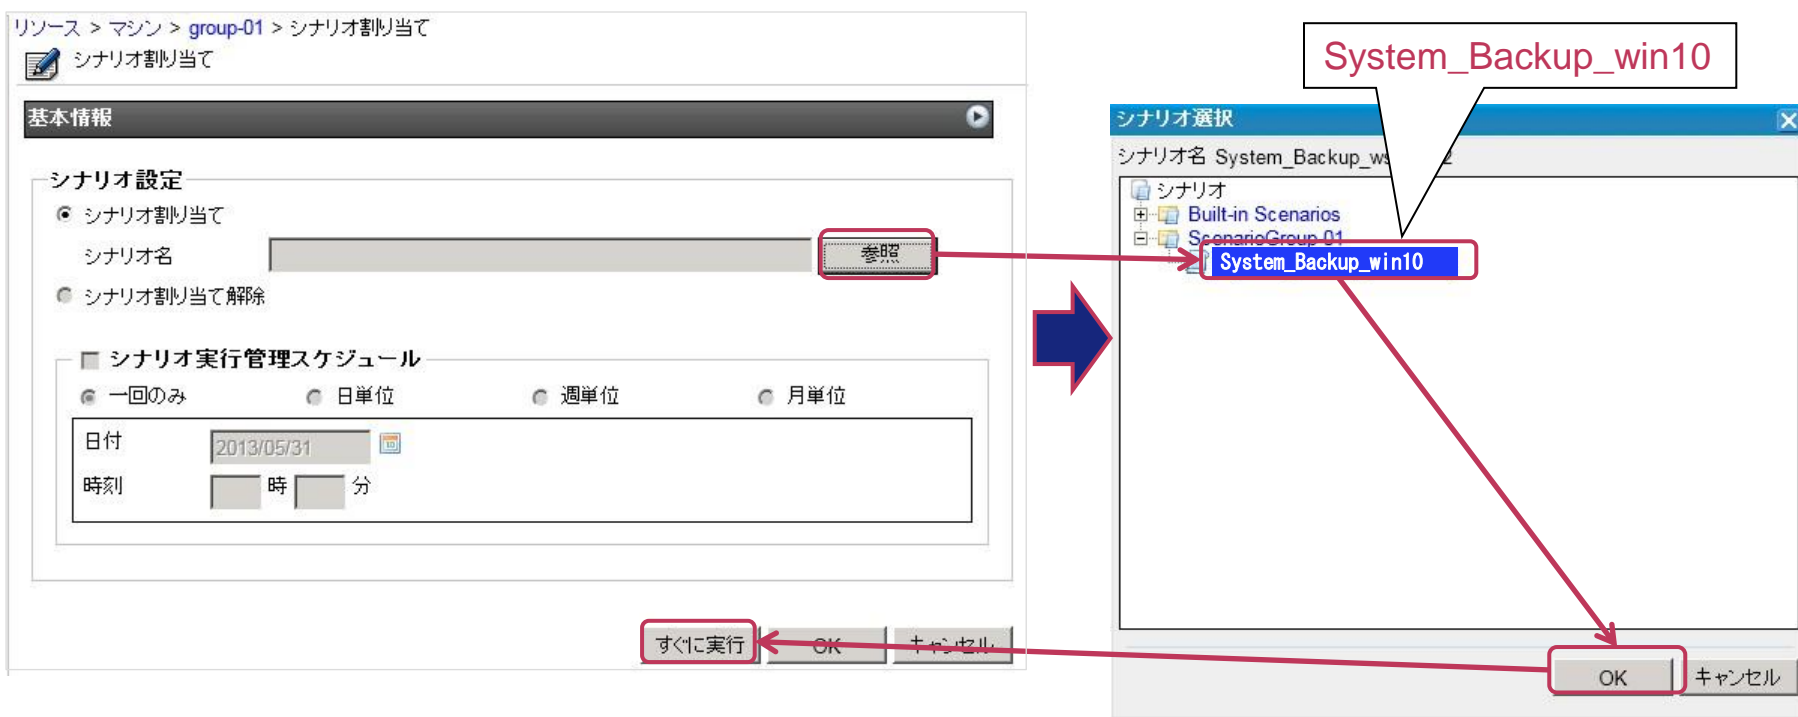 リソース > マシン > group-01 > シナリオ割り当て
シナリオ割り当て
基本情報
シナリオ設定
シナリオ割り当て
シナリオ名
参照
シナリオ割り当て解除
シナリオ実行管理スケジュール
一回のみ 日単位 週単位 月単位
日付 2013/05/31
時刻 時 分
すぐに実行 OK キャンセル
System_Backup_win10
シナリオ選択
シナリオ名 System_Backup_ws
シナリオ
Built-in Scenarios
ScenarioGroup-01
System_Backup_win10
OK キャンセル